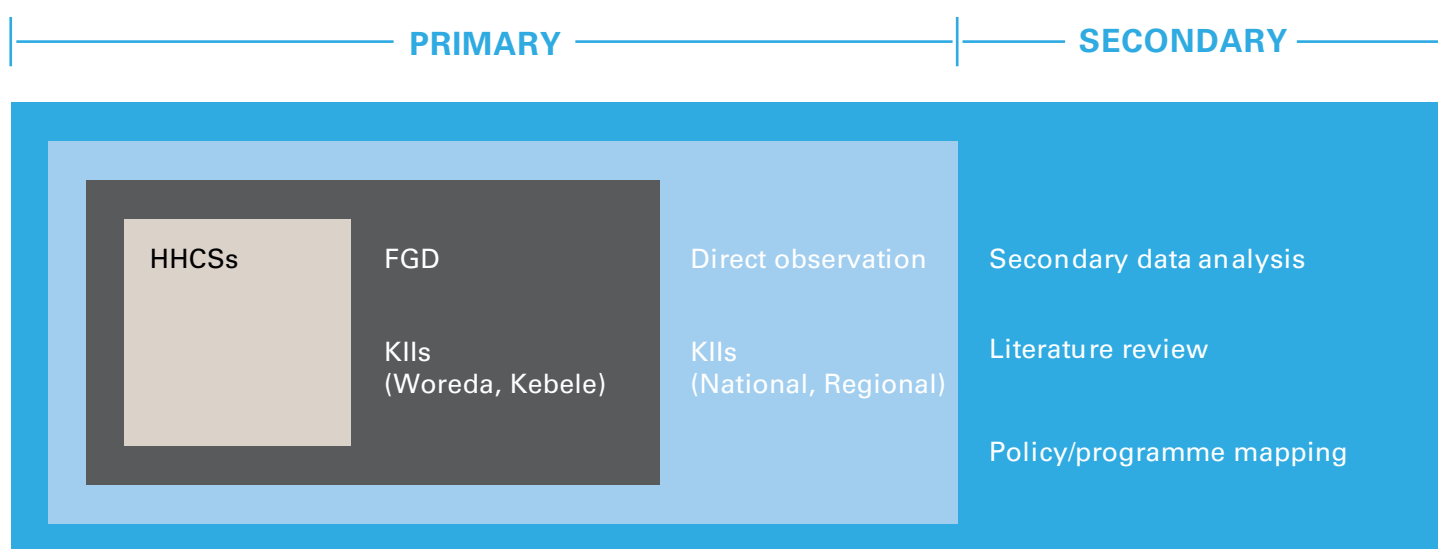 PRIMARY
SECONDARY
HHCSs
FGD
KIIs
(Woreda, Kebele)
Direct observation
KIIs
(National, Regional)
Secondary data analysis
Literature review
Policy/programme mapping